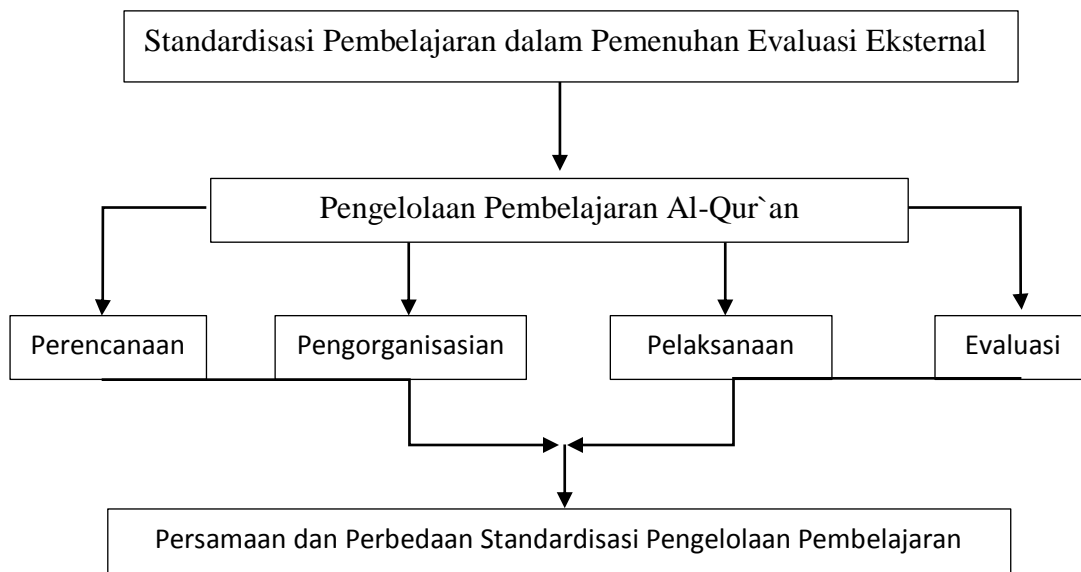 Standardisasi Pembelajaran dalam Pemenuhan Evaluasi Eksternal
Pengelolaan Pembelajaran Al-Qur`an
Perencanaan
Pengorganisasian
Pelaksanaan
Evaluasi
Persamaan dan Perbedaan Standardisasi Pengelolaan Pembelajaran